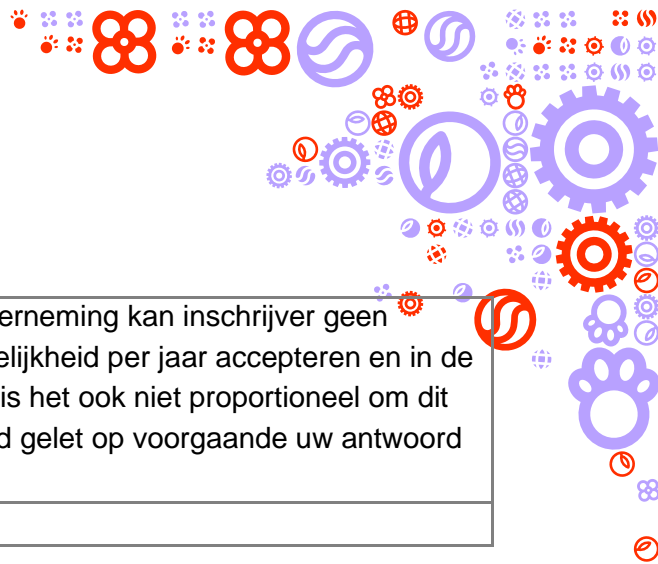 erneming kan inschrijver geen
elijkheid per jaar accepteren en in de
is het ook niet proportioneel om dit
d gelet op voorgaande uw antwoord